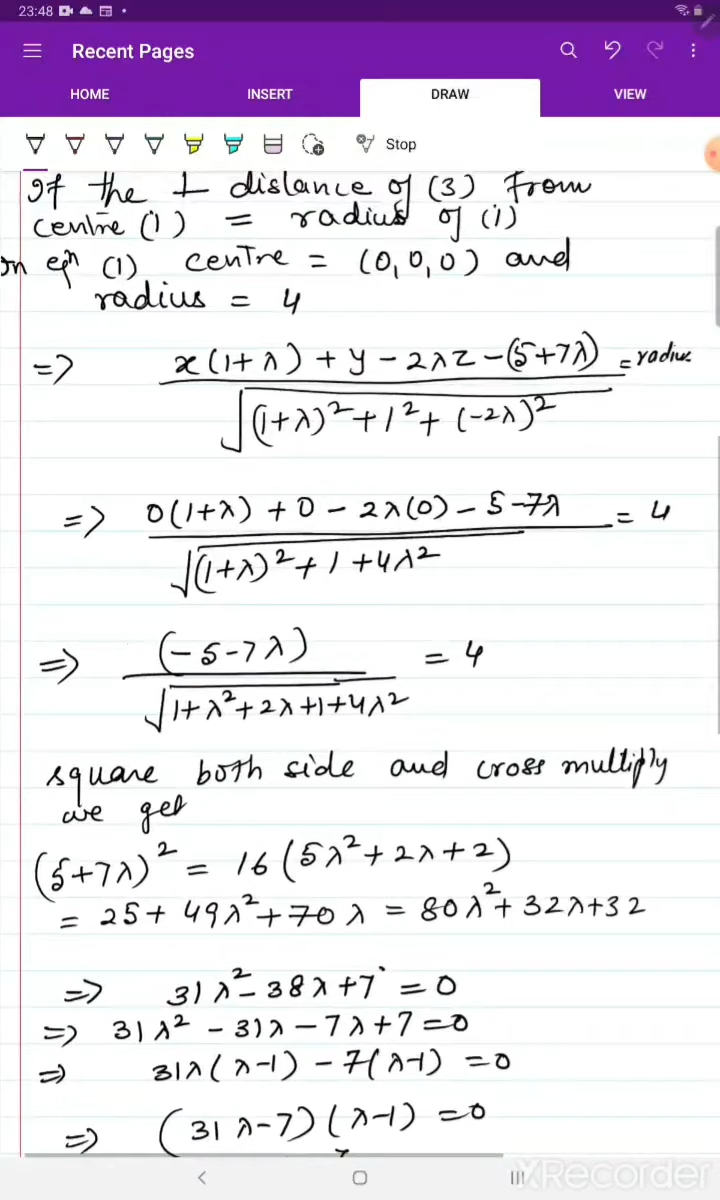 23:48
Recent Pages
HOME INSERT DRAW VIEW
Stop
If the ⊥ distance of (3) from
centre (1) = radius of (1)
on eqⁿ (1) centre = (0,0,0) and
radius = 4
=> x(1+λ) + y - 2λz - (5+7λ) = radius
√(1+λ)² + 1² + (-2λ)²
=> 0(1+λ) + 0 - 2λ(0) - 5 - 7λ = 4
√(1+λ)² + 1 + 4λ²
=> (-5-7λ) = 4
√1+λ²+2λ+1+4λ²
square both side and cross multiply
we get
(5+7λ)² = 16(5λ²+2λ+2)
= 25 + 49λ² + 70λ = 80λ² + 32λ + 32
=> 31λ² - 38λ + 7 = 0
=> 31λ² - 31λ - 7λ + 7 = 0
=> 31λ(λ-1) - 7(λ-1) = 0
=> (31λ-7)(λ-1) = 0
XRecorder